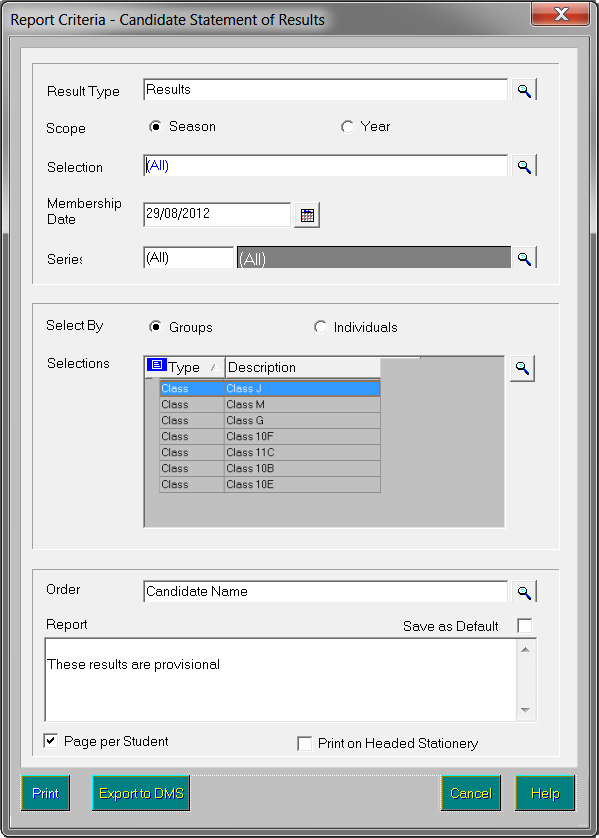 Report Criteria - Candidate Statement of Results
Result Type Results
Scope Season Year
Selection (All)
Membership
Date 29/08/2012
Series (All) (All)
Select By Groups Individuals
Selections
Type Description
Class Class J
Class Class M
Class Class G
Class Class 10F
Class Class 11C
Class Class 10B
Class Class 10E
Order Candidate Name
Report Save as Default
These results are provisional
Page per Student Print on Headed Stationery
Print Export to DMS Cancel Help